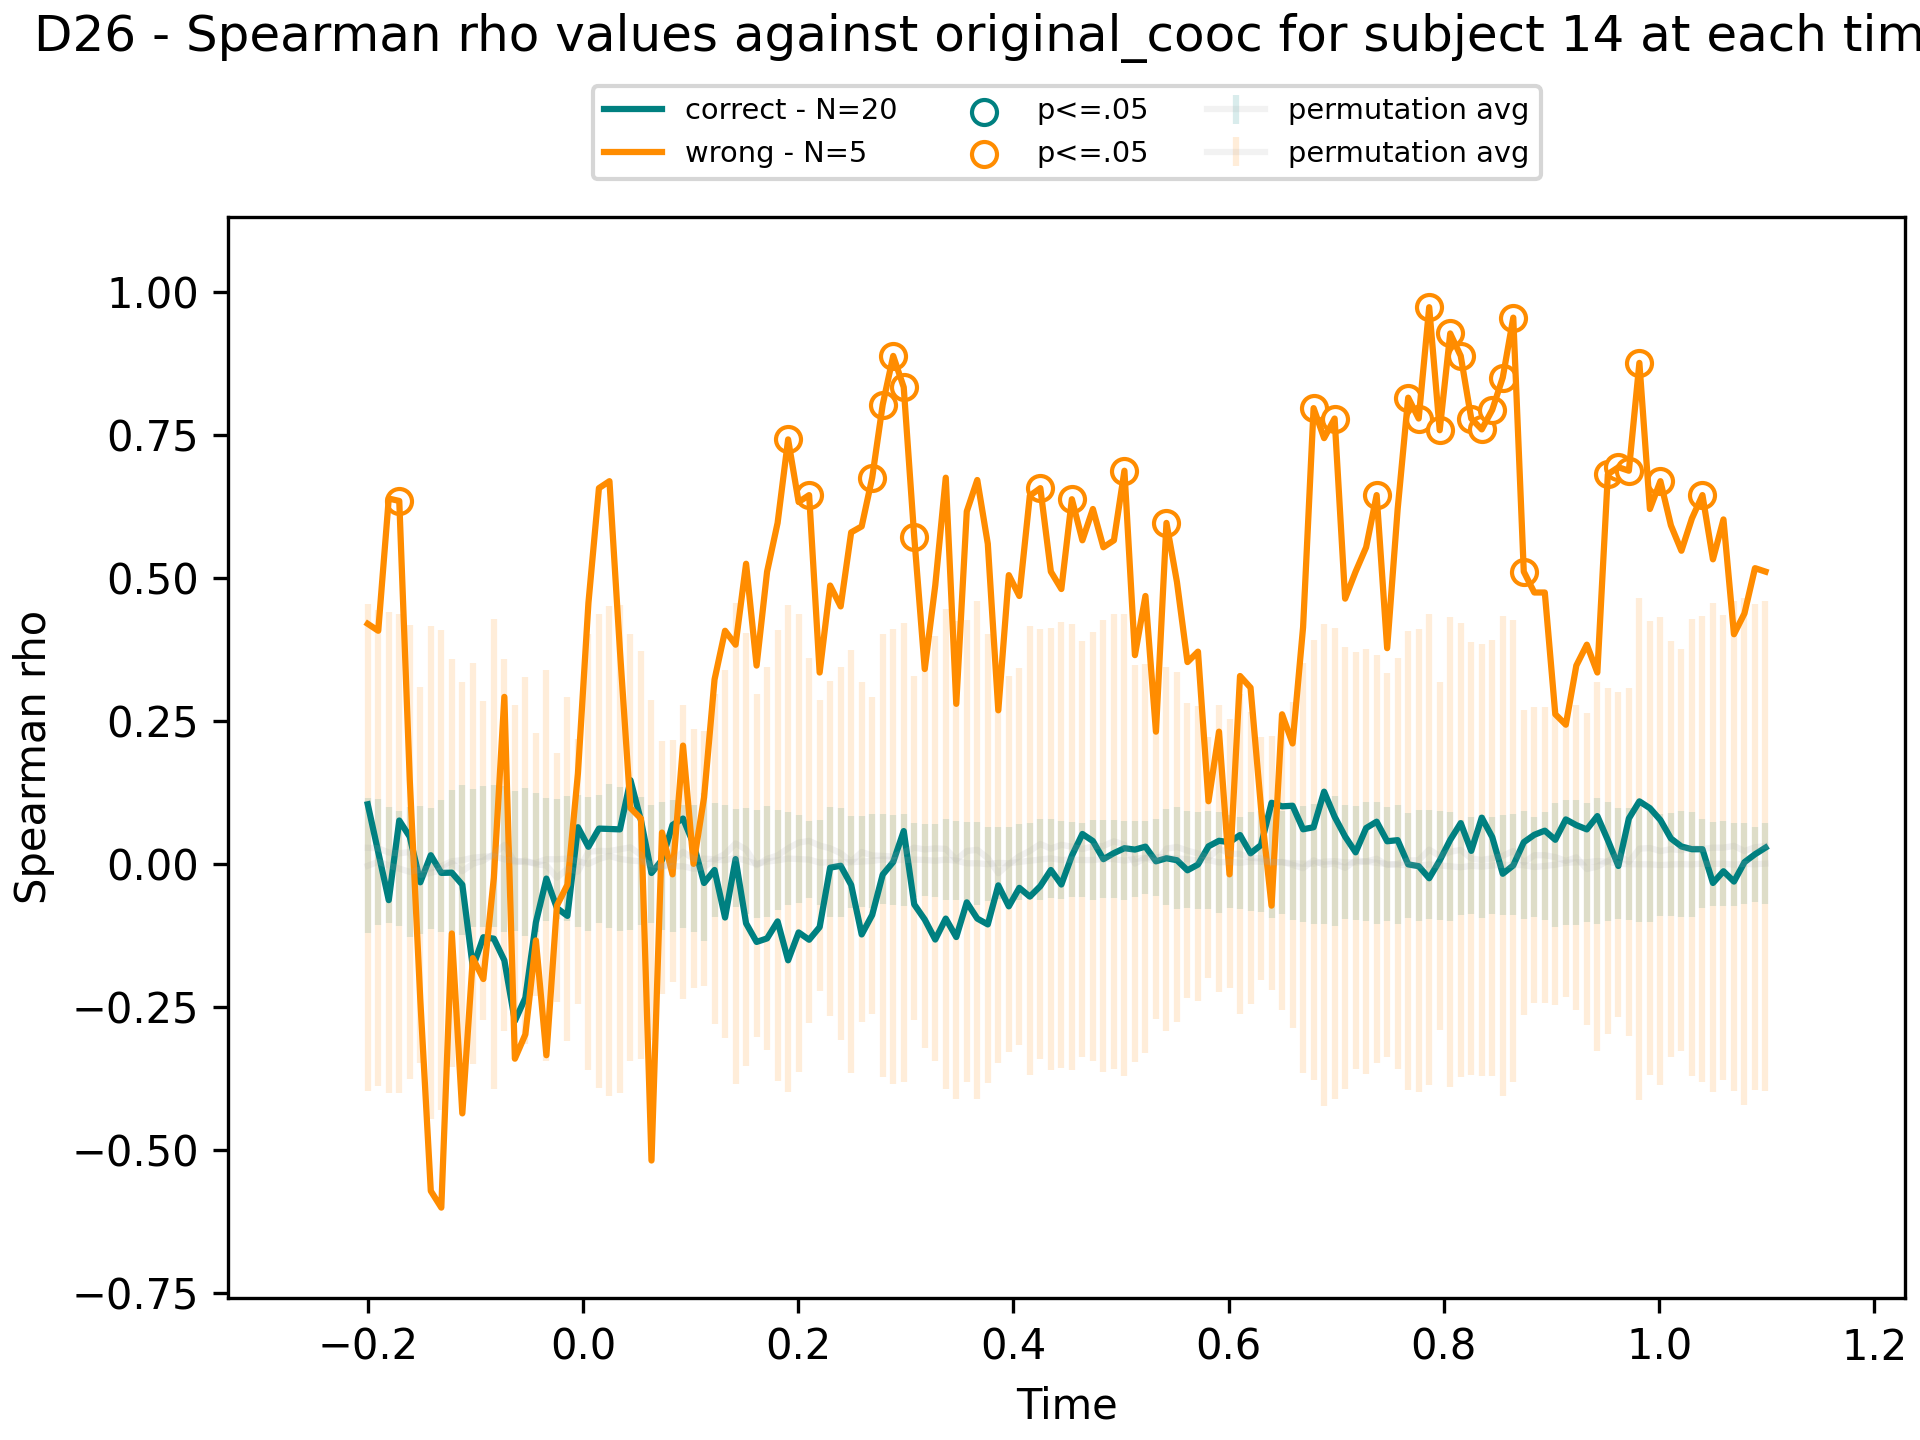 D26 - Spearman rho values against original_cooc for subject 14 at each tim
correct - N=20
wrong - N=5
p<=.05
p<=.05
permutation avg
permutation avg
1.00
0.75
0.50
0.25
0.00
−0.25
−0.50
−0.75
Spearman rho
−0.2
0.0
0.2
0.4
0.6
0.8
1.0
1.2
Time